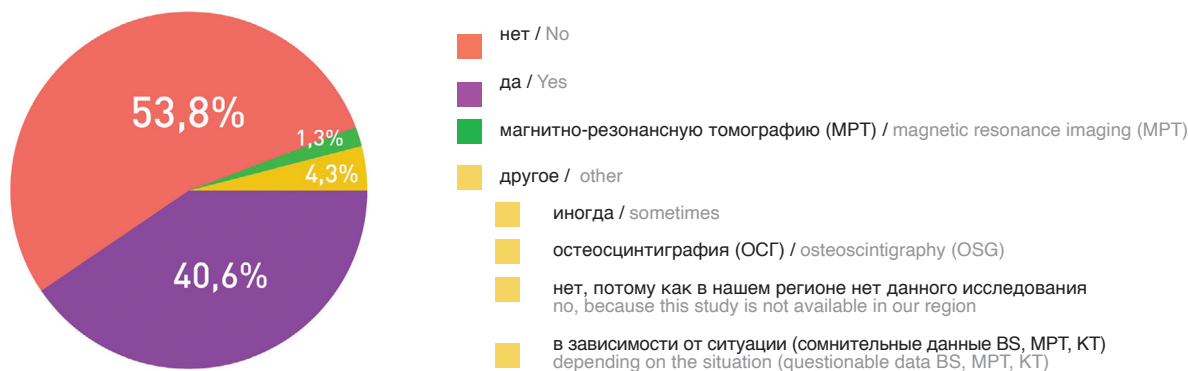 53,8%
1,3%
4,3%
40,6%
нет / No
да / Yes
магнитно-резонансную томографию (МРТ) / magnetic resonance imaging (МРТ)
другое / other
иногда / sometimes
остеосцинтиграфия (ОСГ) / osteoscintigraphy (OSG)
нет, потому как в нашем регионе нет данного исследования
no, because this study is not available in our region
в зависимости от ситуации (сомнительные данные BS, МРТ, КТ)
depending on the situation (questionable data BS, МРТ, КТ)